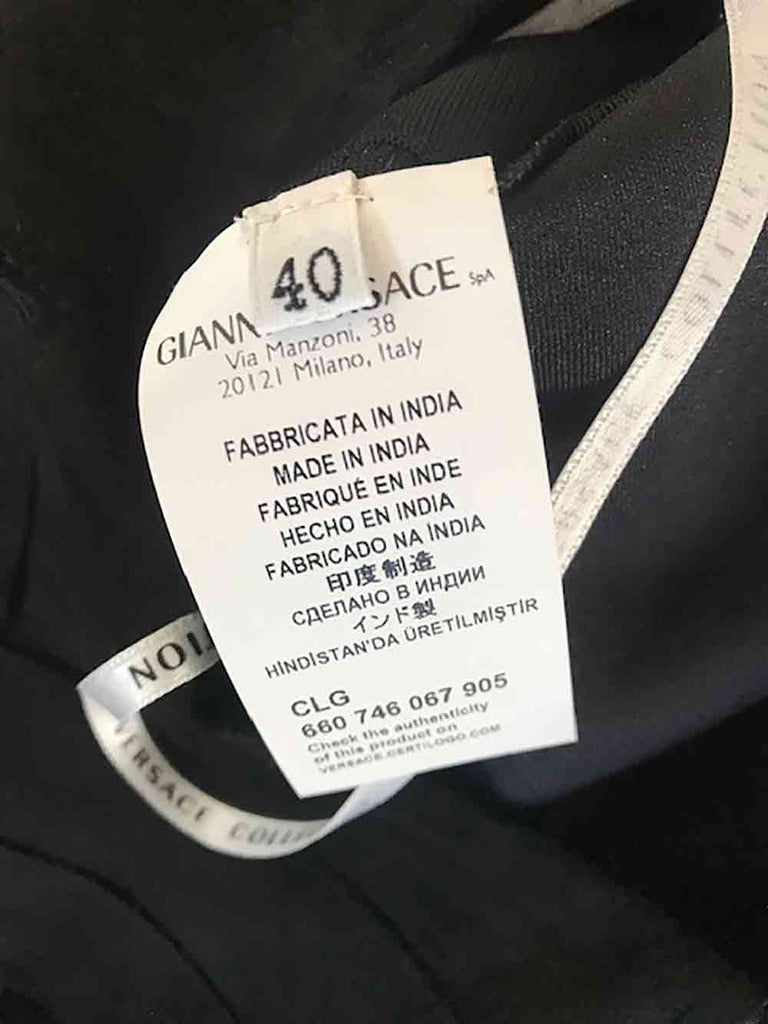 40
GIANN SACE SpA
Via Manzoni, 38
20121 Milano, Italy
FABBRICATA IN INDIA
MADE IN INDIA
FABRIQUÉ EN INDE
HECHO EN INDIA
FABRICADO NA INDIA
印度制造
СДЕЛАНО В ИНДИИ
インド製
HİNDİSTAN'DA ÜRETİLMİŞTİR
CLG
660 746 067 905
Check the authenticity
of this product on
VERSACE.CERTILOGO.COM
TION
VERSACE COLLE